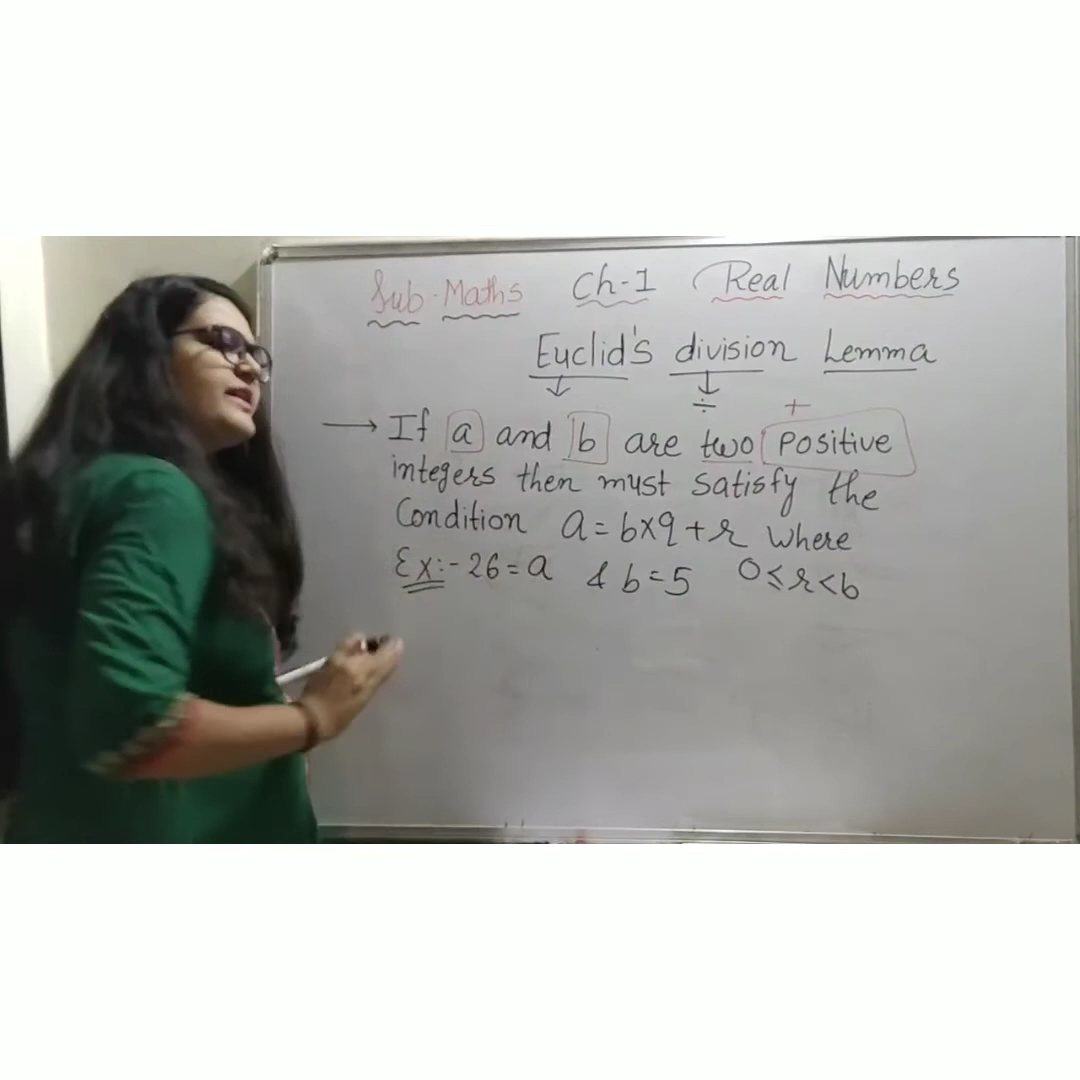 Sub-Maths Ch-1 Real Numbers
Euclid's division Lemma
÷ +
→ If a and b are two positive
integers then must satisfy the
Condition a = b×q + r where
Ex:- 26 = a & b = 5 0 ≤ r < b